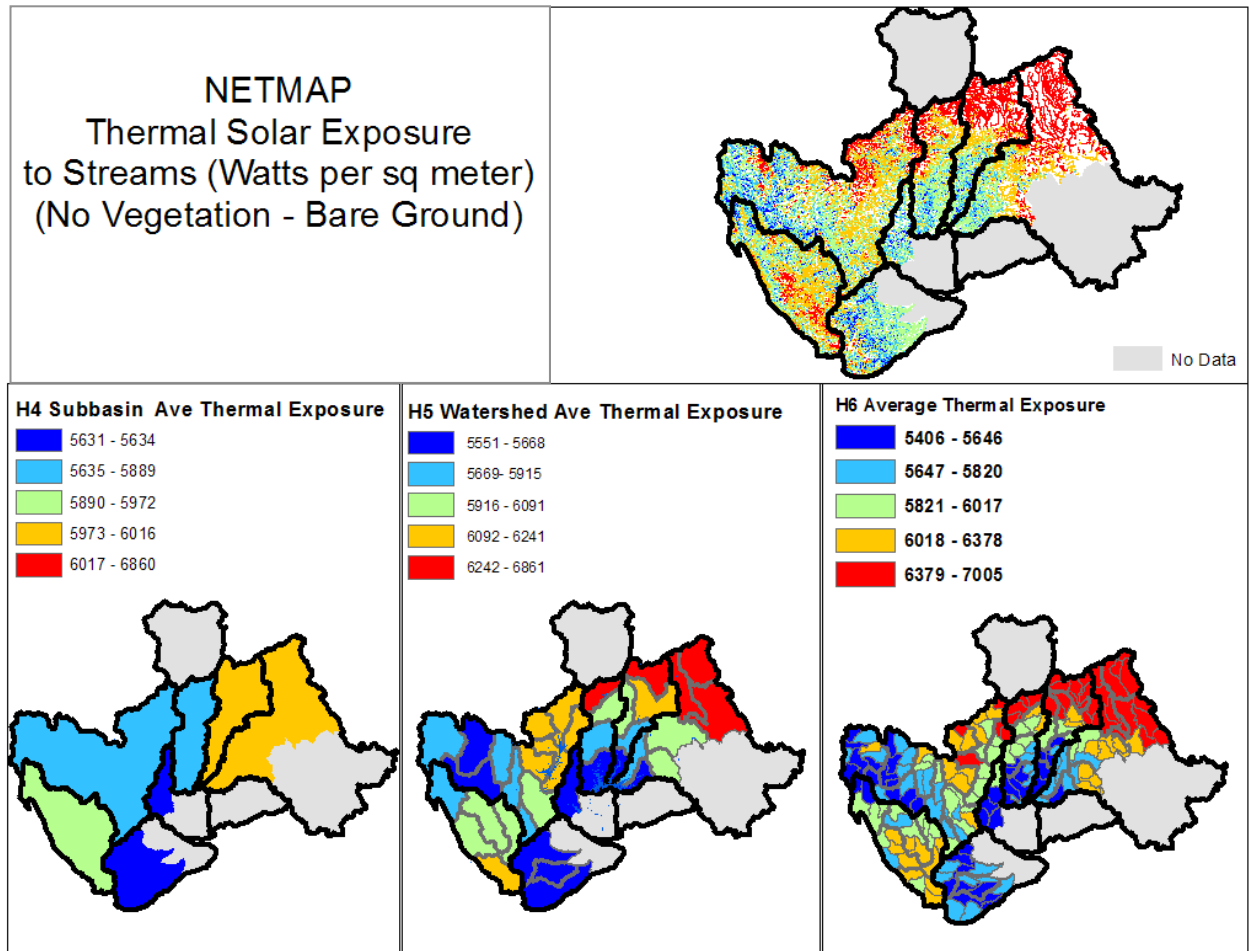 NETMAP
Thermal Solar Exposure
to Streams (Watts per sq meter)
(No Vegetation - Bare Ground)
No Data
H4 Subbasin Ave Thermal Exposure
5631 - 5634
5635 - 5889
5890 - 5972
5973 - 6016
6017 - 6860
H5 Watershed Ave Thermal Exposure
5551 - 5668
5669- 5915
5916 - 6091
6092 - 6241
6242 - 6861
H6 Average Thermal Exposure
5406 - 5646
5647 - 5820
5821 - 6017
6018 - 6378
6379 - 7005